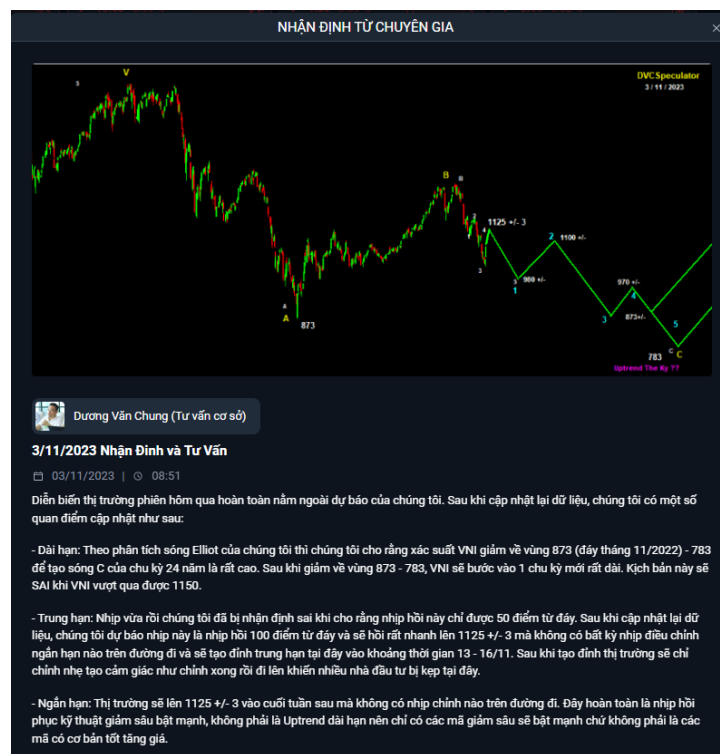 NHẬN ĐỊNH TỪ CHUYÊN GIA
×
DVCSpeculator
3 / 11 / 2023
5
V
B
B
2
1
4
1125 +/- 3
3
2
1100 +/-
3
980 +/-
1
970 +/-
4
3
873+/-
5
A
A
873
783
C
C
Uptrend The Ky ??
Dương Văn Chung (Tư vấn cơ sở)
3/11/2023 Nhận Đinh và Tư Vấn
03/11/2023 | 08:51
Diễn biến thị trường phiên hôm qua hoàn toàn nằm ngoài dự báo của chúng tôi. Sau khi cập nhật lại dữ liệu, chúng tôi có một số
quan điểm cập nhật như sau:
- Dài hạn: Theo phân tích sóng Elliot của chúng tôi thì chúng tôi cho rằng xác suất VNI giảm về vùng 873 (đáy tháng 11/2022) - 783
để tạo sóng C của chu kỳ 24 năm là rất cao. Sau khi giảm về vùng 873 - 783, VNI sẽ bước vào 1 chu kỳ mới rất dài. Kịch bản này sẽ
SAI khi VNI vượt qua được 1150.
- Trung hạn: Nhịp vừa rồi chúng tôi đã bị nhận định sai khi cho rằng nhịp hồi này chỉ được 50 điểm từ đáy. Sau khi cập nhật lại dữ
liệu, chúng tôi dự báo nhịp này là nhịp hồi 100 điểm từ đáy và sẽ hồi rất nhanh lên 1125 +/- 3 mà không có bất kỳ nhịp điều chỉnh
ngắn hạn nào trên đường đi và sẽ tạo đỉnh trung hạn tại đây vào khoảng thời gian 13 - 16/11. Sau khi tạo đỉnh thị trường sẽ chỉ
chỉnh nhẹ tạo cảm giác như chỉnh xong rồi đi lên khiến nhiều nhà đầu tư bị kẹp tại đây.
- Ngắn hạn: Thị trường sẽ lên 1125 +/- 3 vào cuối tuần sau mà không có nhịp chỉnh nào trên đường đi. Đây hoàn toàn là nhịp hồi
phục kỹ thuật giảm sâu bật mạnh, không phải là Uptrend dài hạn nên chỉ có các mã giảm sâu sẽ bật mạnh chứ không phải là các
mã có cơ bản tốt tăng giá.